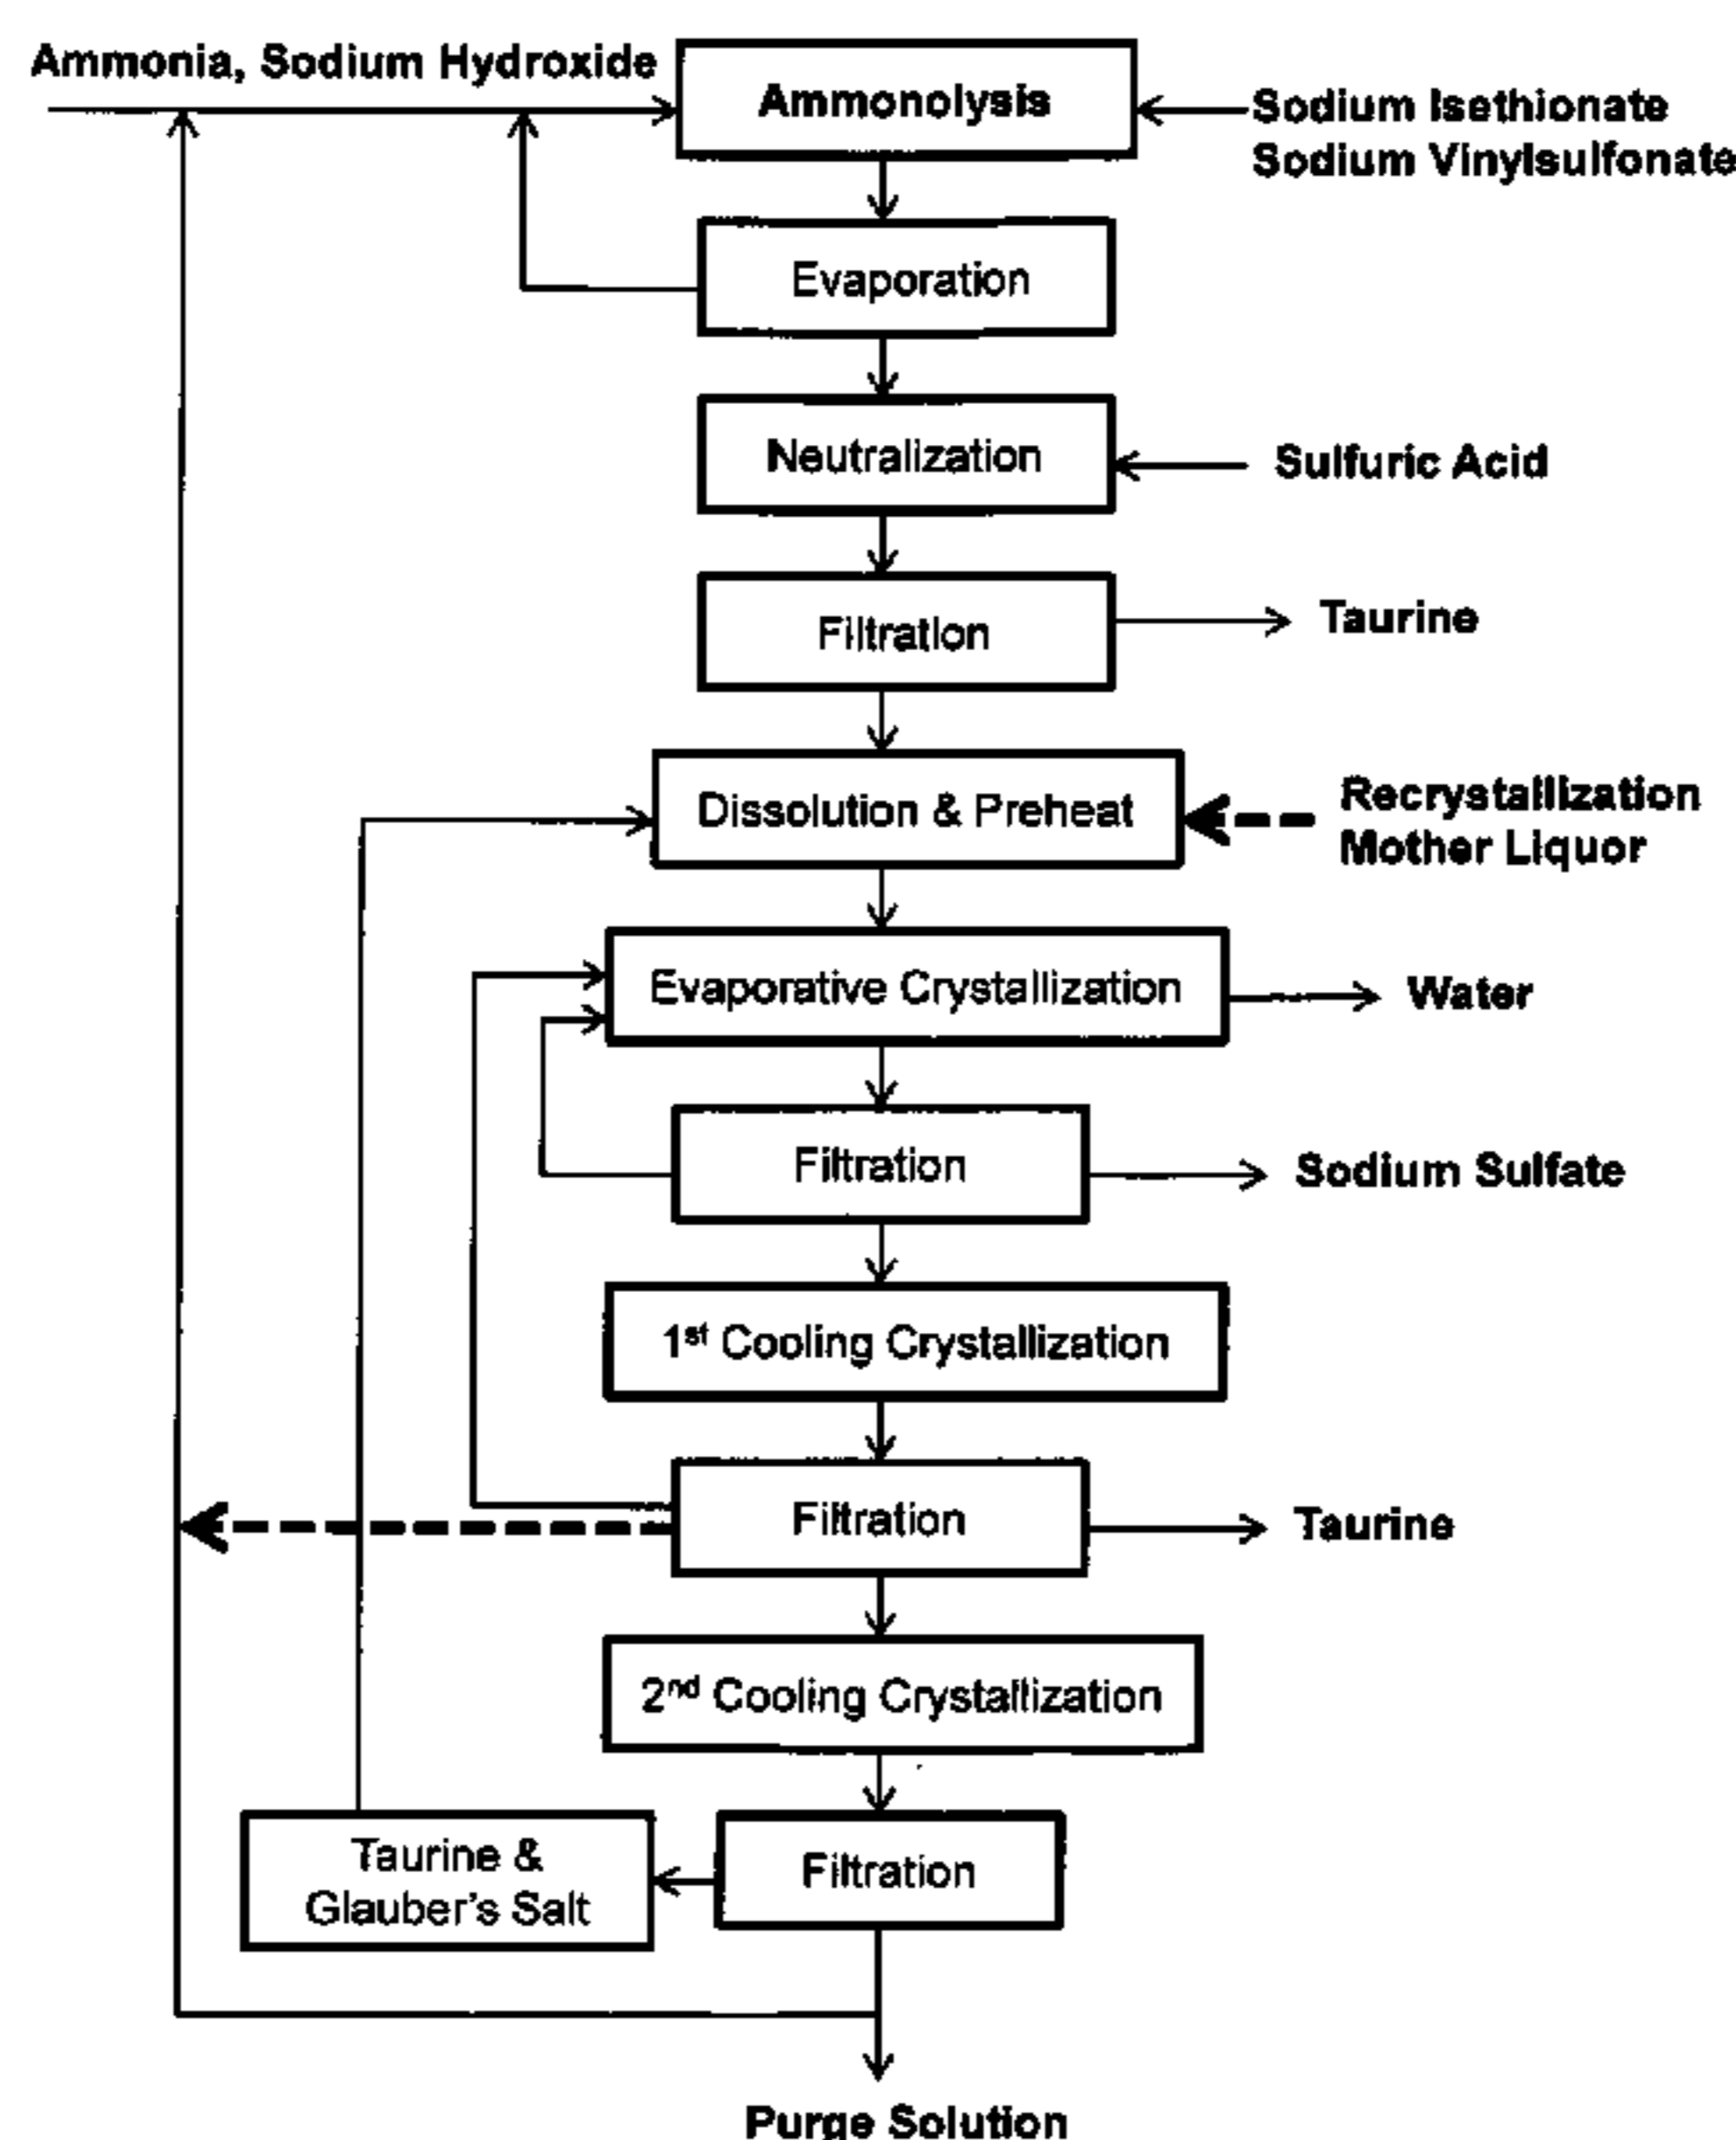 Ammonia, Sodium Hydroxide
Ammonolysis
Sodium Isethionate
Sodium Vinylsulfonate
Evaporation
Neutralization
Sulfuric Acid
Filtration
Taurine
Dissolution & Preheat
Recrystallization
Mother Liquor
Evaporative Crystallization
Water
Filtration
Sodium Sulfate
1st Cooling Crystallization
Filtration
Taurine
2nd Cooling Crystallization
Taurine &
Glauber's Salt
Filtration
Purge Solution